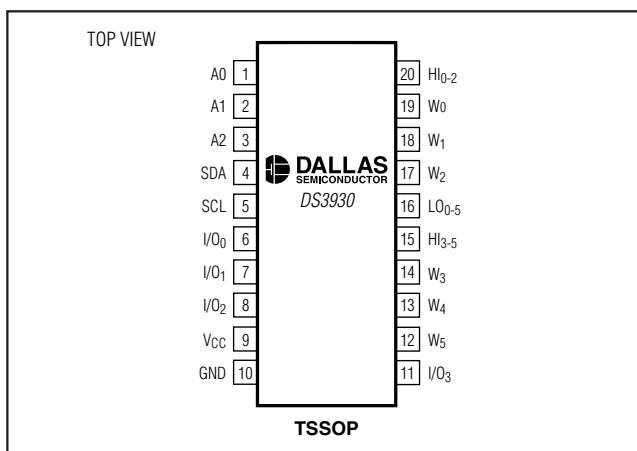 TOP VIEW
A0 1
A1 2
A2 3
SDA 4
SCL 5
I/O0 6
I/O1 7
I/O2 8
VCC 9
GND 10
DALLAS
SEMICONDUCTOR
DS3930
20 HI0-2
19 W0
18 W1
17 W2
16 LO0-5
15 HI3-5
14 W3
13 W4
12 W5
11 I/O3
TSSOP